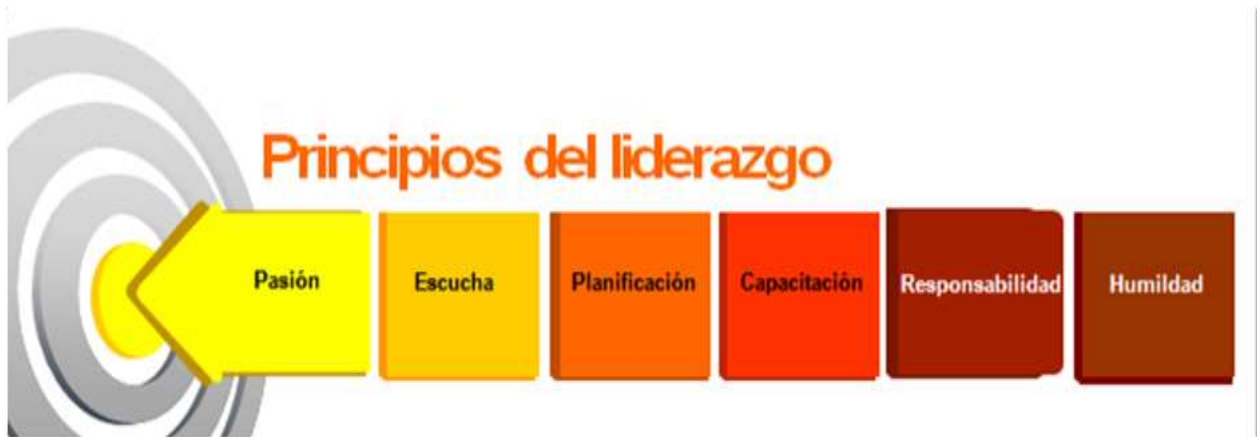 Principios del liderazgo
Pasión
Escucha
Planificación
Capacitación
Responsabilidad
Humildad